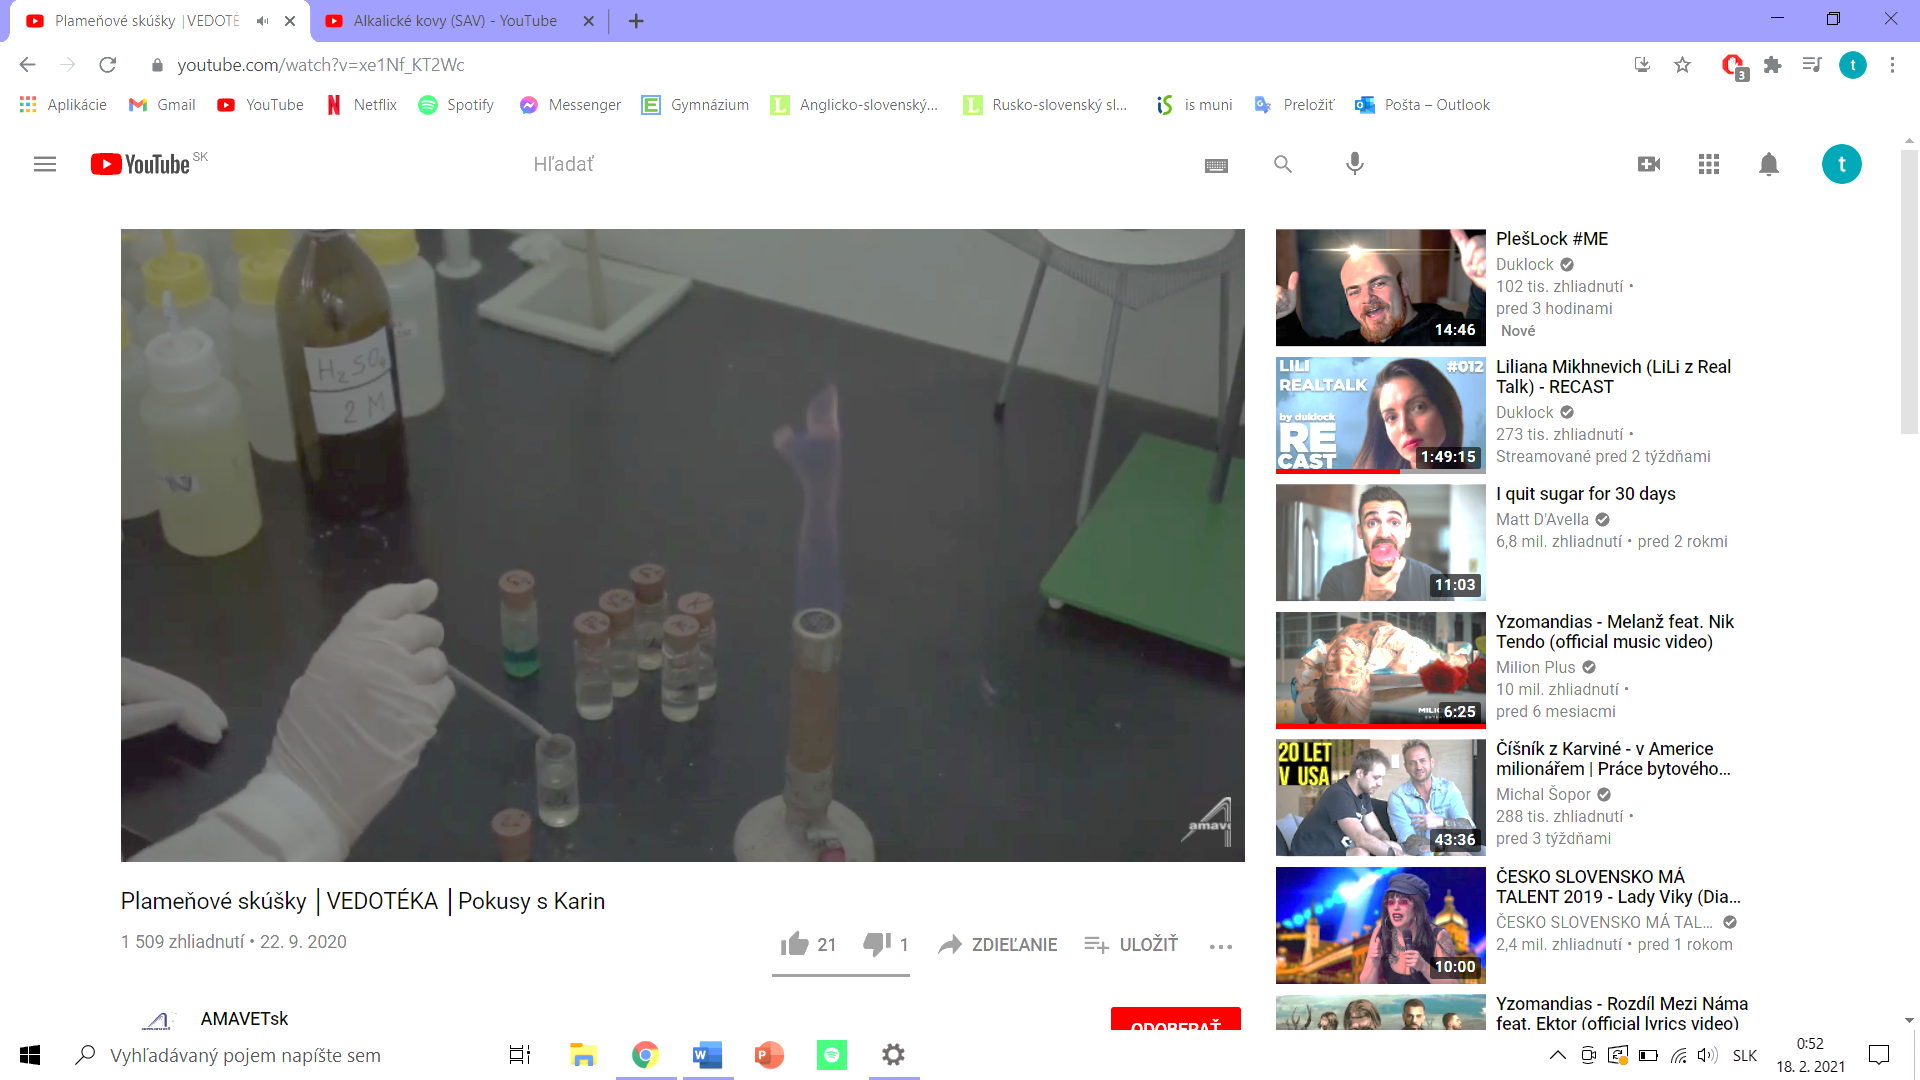 Plameňové skúšky |VEDOTÉ
Alkalické kovy (SAV) - YouTube
youtube.com/watch?v=xe1Nf_KT2Wc
3
t
Aplikácie
Gmail
YouTube
Netflix
Spotify
Messenger
Gymnázium
Anglicko-slovenský...
Rusko-slovenský sl...
is muni
Preložiť
Pošta – Outlook
YouTube SK
Hľadať
t
H2SO4
2 M
amave
Plameňové skúšky │VEDOTÉKA │Pokusy s Karin
1 509 zhliadnutí • 22. 9. 2020
21
1
ZDIEĽANIE
ULOŽIŤ
AMAVETsk
ODOBERAŤ
14:46
PlešLock #ME
Duklock
102 tis. zhliadnutí •
pred 3 hodinami
Nové
LILI
REALTALK
#012
by duklock
RE
CAST
1:49:15
Liliana Mikhnevich (LiLi z Real
Talk) - RECAST
Duklock
273 tis. zhliadnutí •
Streamované pred 2 týždňami
11:03
I quit sugar for 30 days
Matt D'Avella
6,8 mil. zhliadnutí • pred 2 rokmi
6:25
Yzomandias - Melanž feat. Nik
Tendo (official music video)
Milion Plus
10 mil. zhliadnutí •
pred 6 mesiacmi
20 LET
V USA
43:36
Číšník z Karviné - v Americe
milionářem | Práce bytového...
Michal Šopor
288 tis. zhliadnutí •
pred 3 týždňami
10:00
ČESKO SLOVENSKO MÁ
TALENT 2019 - Lady Viky (Dia...
ČESKO SLOVENSKO MÁ TAL...
2,4 mil. zhliadnutí • pred 1 rokom
Yzomandias - Rozdíl Mezi Náma
feat. Ektor (official lyrics video)
Vyhľadávaný pojem napíšte sem
SLK
0:52
18. 2. 2021